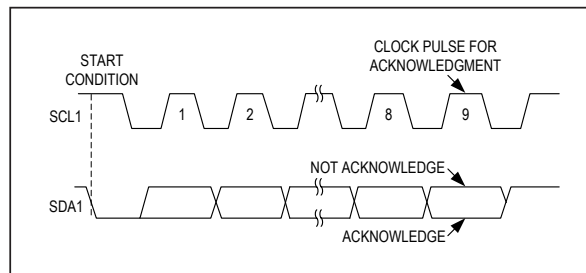 START
CONDITION
CLOCK PULSE FOR
ACKNOWLEDGMENT
SCL1
1
2
8
9
NOT ACKNOWLEDGE
SDA1
ACKNOWLEDGE